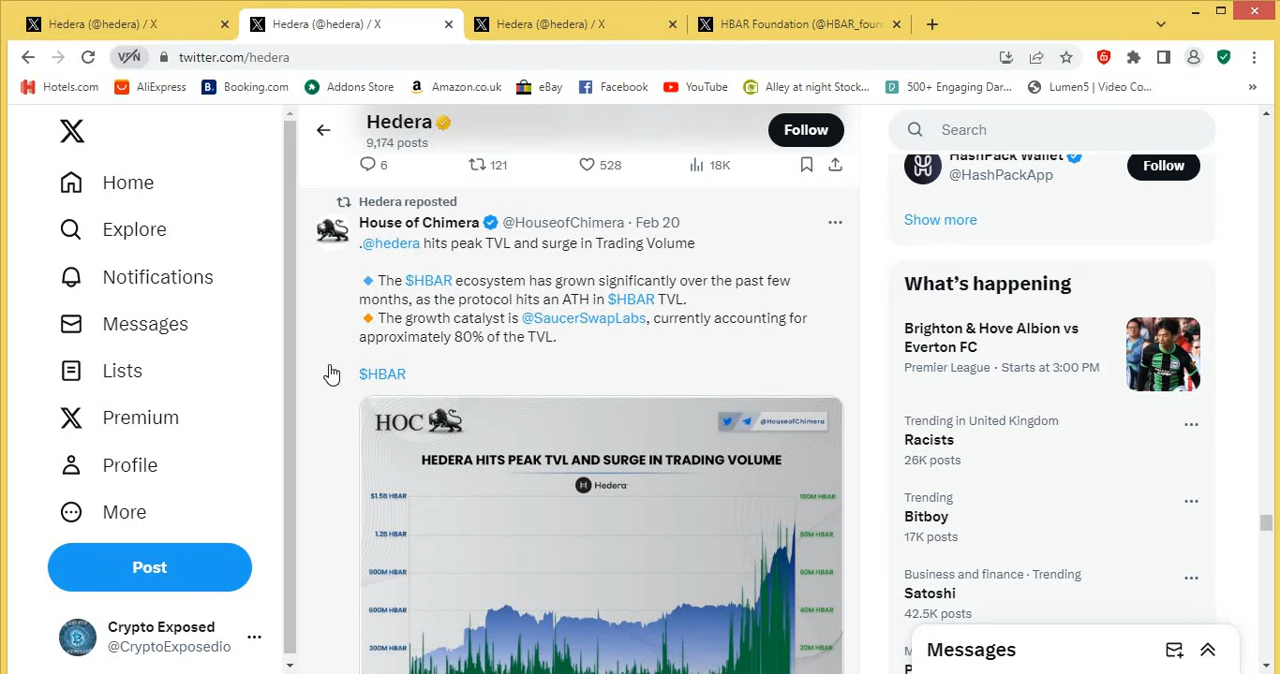 Hedera (@hedera) / X
Hedera (@hedera) / X
Hedera (@hedera) / X
HBAR Foundation (@HBAR_foun
VPN
twitter.com/hedera
Hotels.com
AliExpress
Booking.com
Addons Store
Amazon.co.uk
eBay
Facebook
YouTube
Alley at night Stock...
500+ Engaging Dar...
Lumen5 | Video Co...
Home
Explore
Notifications
Messages
Lists
Premium
Profile
More
Post
Crypto Exposed
@CryptoExposedio
Hedera
9,174 posts
Follow
6
121
528
18K
Hedera reposted
House of Chimera @HouseofChimera · Feb 20
.@hedera hits peak TVL and surge in Trading Volume
The $HBAR ecosystem has grown significantly over the past few
months, as the protocol hits an ATH in $HBAR TVL.
The growth catalyst is @SaucerSwapLabs, currently accounting for
approximately 80% of the TVL.
$HBAR
HOC
@HouseofChimera
HEDERA HITS PEAK TVL AND SURGE IN TRADING VOLUME
Hedera
$1.5B HBAR
100M HBAR
1.2B HBAR
80M HBAR
900M HBAR
60M HBAR
600M HBAR
40M HBAR
300M HBAR
20M HBAR
Search
HashPack Wallet
@HashPackApp
Follow
Show more
What's happening
Brighton & Hove Albion vs
Everton FC
Premier League · Starts at 3:00 PM
Trending in United Kingdom
Racists
26K posts
Trending
Bitboy
17K posts
Business and finance · Trending
Satoshi
42.5K posts
Messages